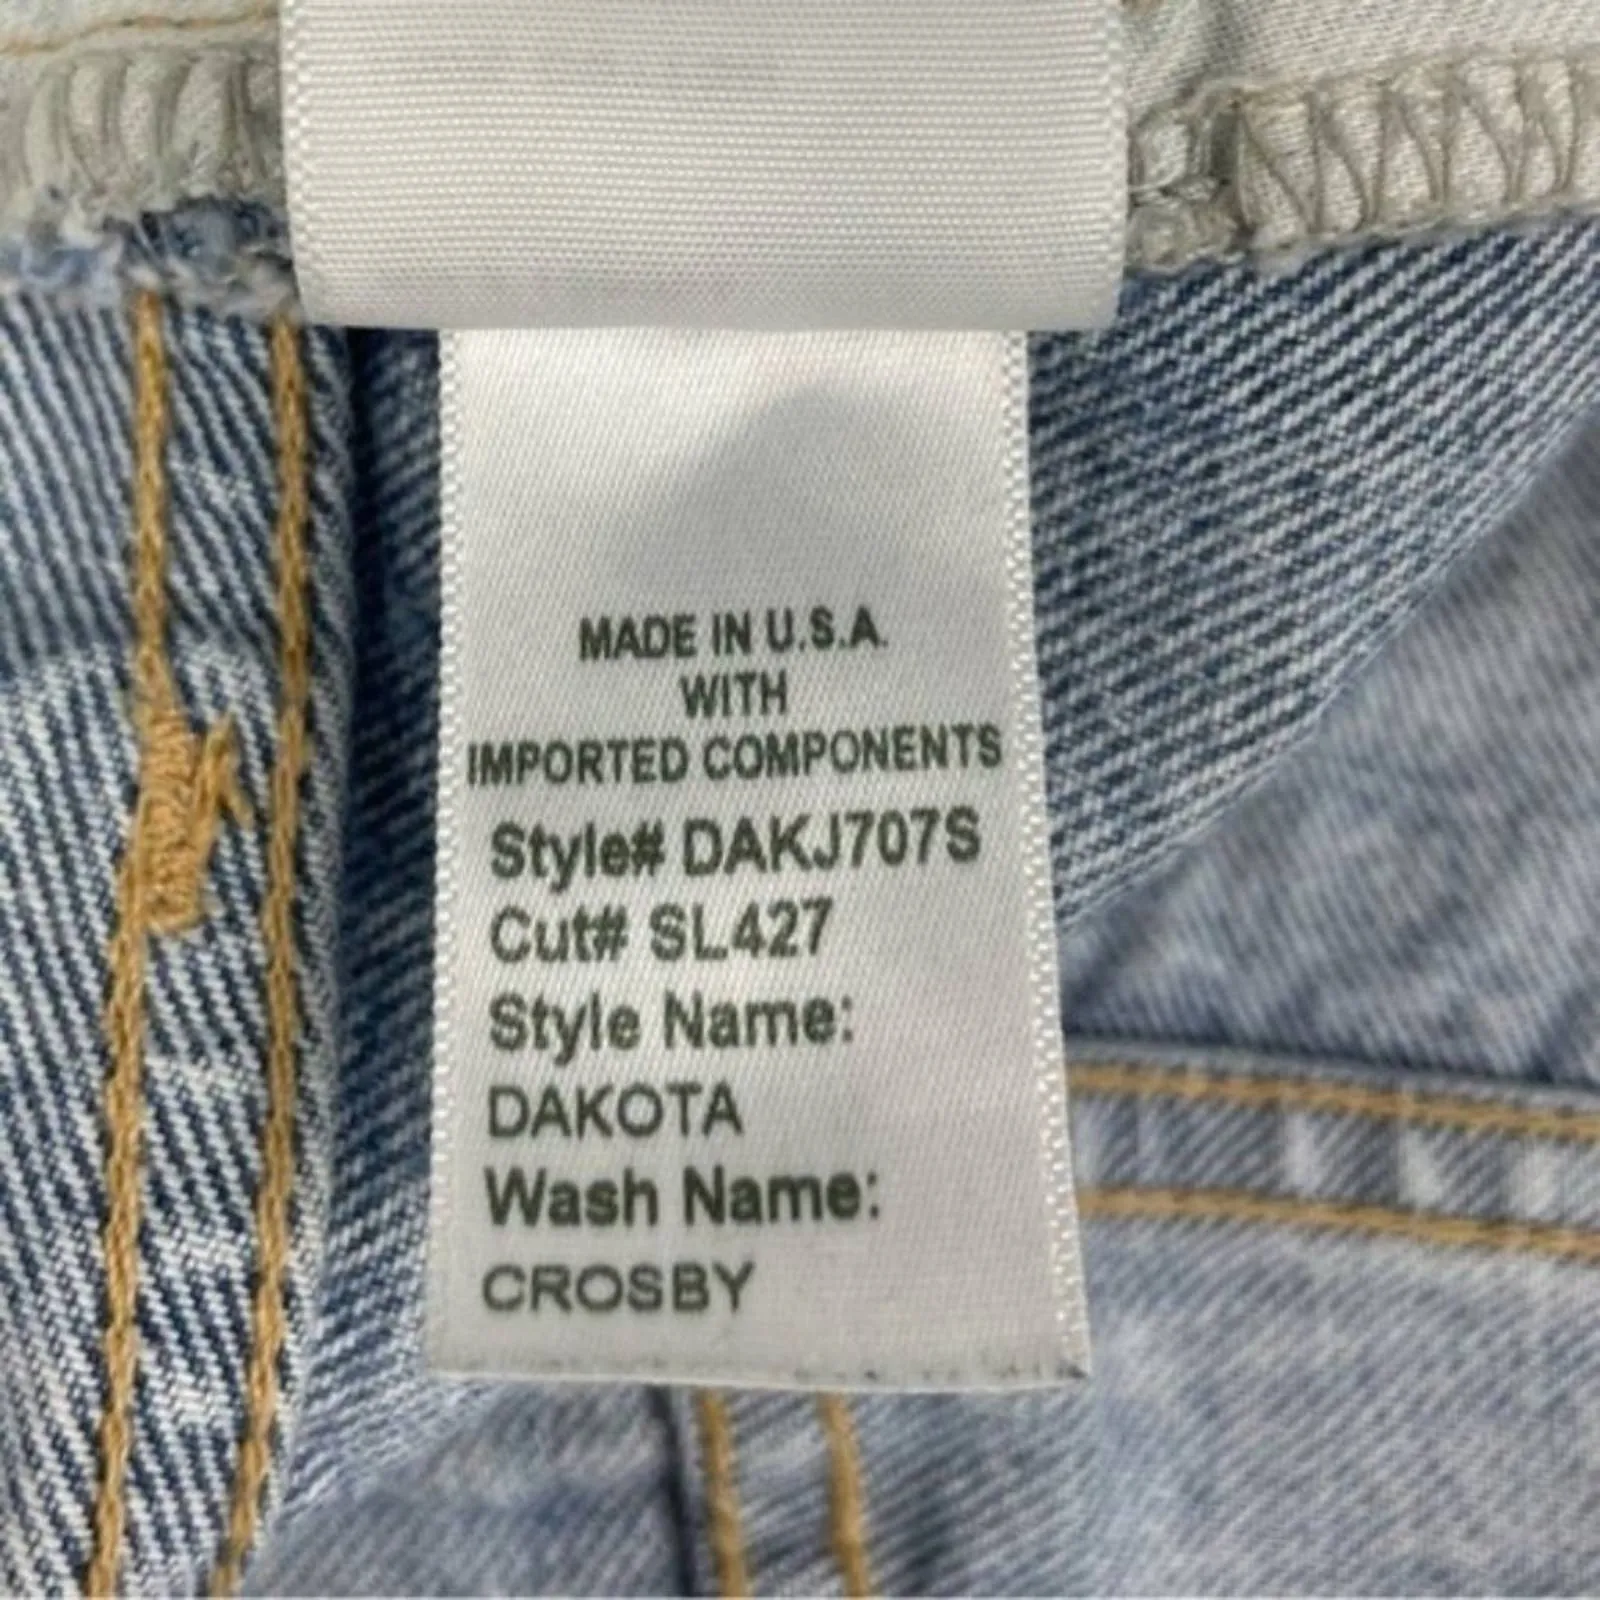 MADE IN U.S.A.
WITH
IMPORTED COMPONENTS
Style# DAKJ707S
Cut# SL427
Style Name:
DAKOTA
Wash Name:
CROSBY